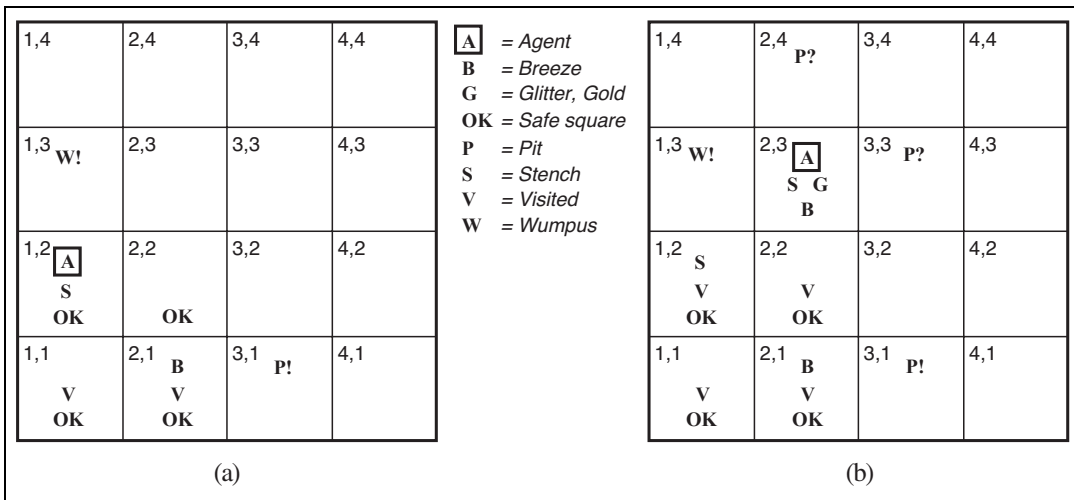 1,4 2,4 3,4 4,4
1,3 W! 2,3 3,3 4,3
1,2 A 2,2 3,2 4,2
S
OK OK
1,1 2,1 B 3,1 P! 4,1
V V
OK OK
(a)
A = Agent
B = Breeze
G = Glitter, Gold
OK = Safe square
P = Pit
S = Stench
V = Visited
W = Wumpus
1,4 2,4 P? 3,4 4,4
1,3 W! 2,3 A 3,3 P? 4,3
S G
B
1,2 S 2,2 3,2 4,2
V V
OK OK
1,1 2,1 B 3,1 P! 4,1
V V
OK OK
(b)